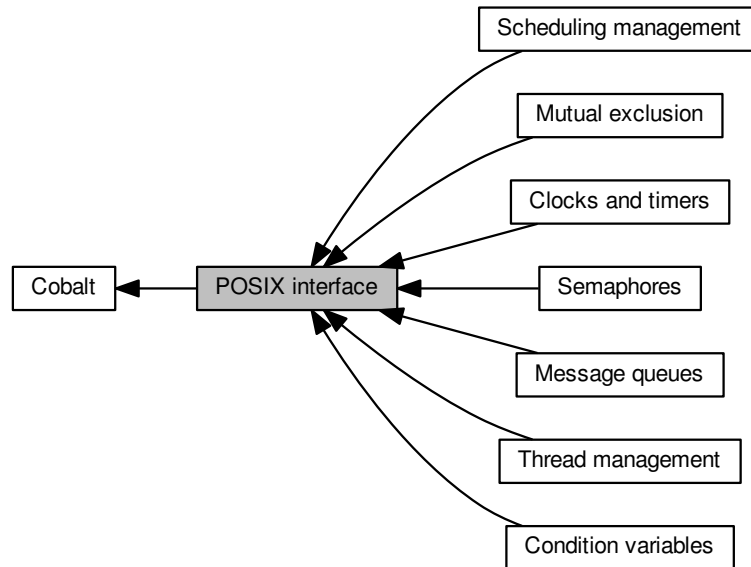 Scheduling management
Mutual exclusion
Clocks and timers
Cobalt
POSIX interface
Semaphores
Message queues
Thread management
Condition variables